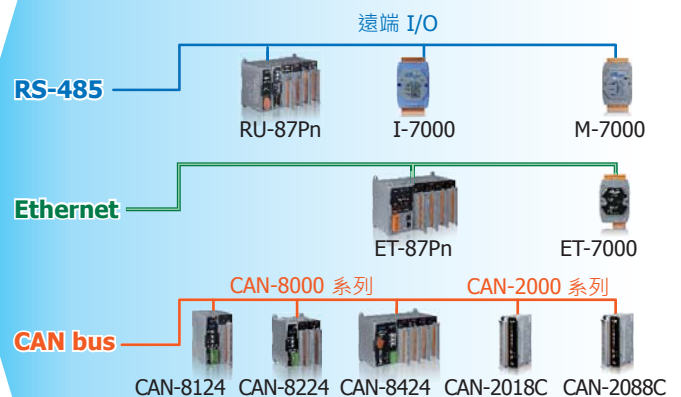 遠端 I/O
RS-485
RU-87Pn I-7000 M-7000
Ethernet
ET-87Pn ET-7000
CAN-8000 系列 CAN-2000 系列
CAN bus
CAN-8124 CAN-8224 CAN-8424 CAN-2018C CAN-2088C